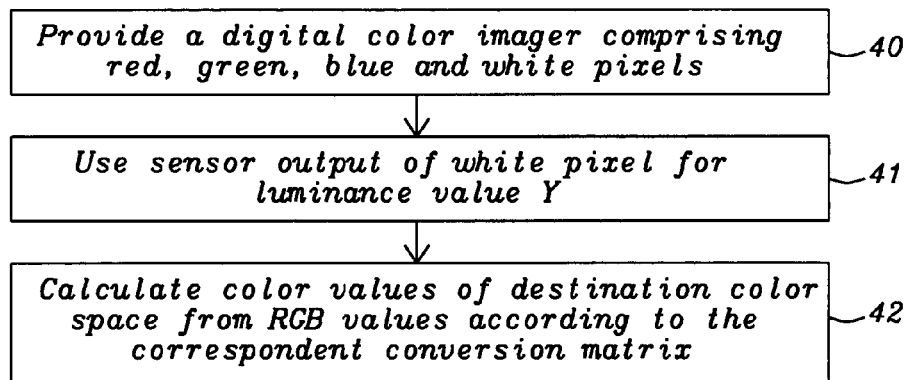 Provide a digital color imager comprising
red, green, blue and white pixels
40
Use sensor output of white pixel for
luminance value Y
41
Calculate color values of destination color
space from RGB values according to the
correspondent conversion matrix
42